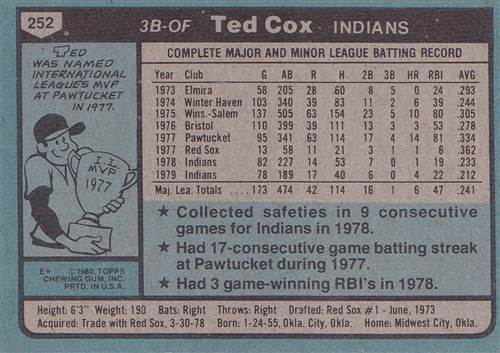 252 3B-OF Ted Cox INDIANS
TED
WAS NAMED
INTERNATIONAL
LEAGUE'S MVP
AT PAWTUCKET
IN 1977.
I.L.
MVP
1977
E* © 1980, TOPPS
CHEWING GUM, INC.
PRTD. IN U.S.A.
COMPLETE MAJOR AND MINOR LEAGUE BATTING RECORD
Year Club G AB R H 2B 3B HR RBI AVG
1973 Elmira 58 205 28 60 8 5 0 24 .293
1974 Winter Haven 103 340 39 83 11 2 6 39 .244
1975 Wins.-Salem 137 505 63 154 23 5 10 80 .305
1976 Bristol 110 399 39 111 13 3 3 53 .278
1977 Pawtucket 95 341 63 114 17 4 14 81 .334
1977 Red Sox 13 58 11 21 3 1 1 6 .362
1978 Indians 82 227 14 53 7 0 1 19 .233
1979 Indians 78 189 17 40 6 0 4 22 .212
Maj. Lea. Totals ..... 173 474 42 114 16 1 6 47 .241
★ Collected safeties in 9 consecutive
games for Indians in 1978.
★ Had 17-consecutive game batting streak
at Pawtucket during 1977.
★ Had 3 game-winning RBI's in 1978.
Height: 6'3" Weight: 190 Bats: Right Throws: Right Drafted: Red Sox #1 - June, 1973
Acquired: Trade with Red Sox, 3-30-78 Born: 1-24-55, Okla. City, Okla. Home: Midwest City, Okla.